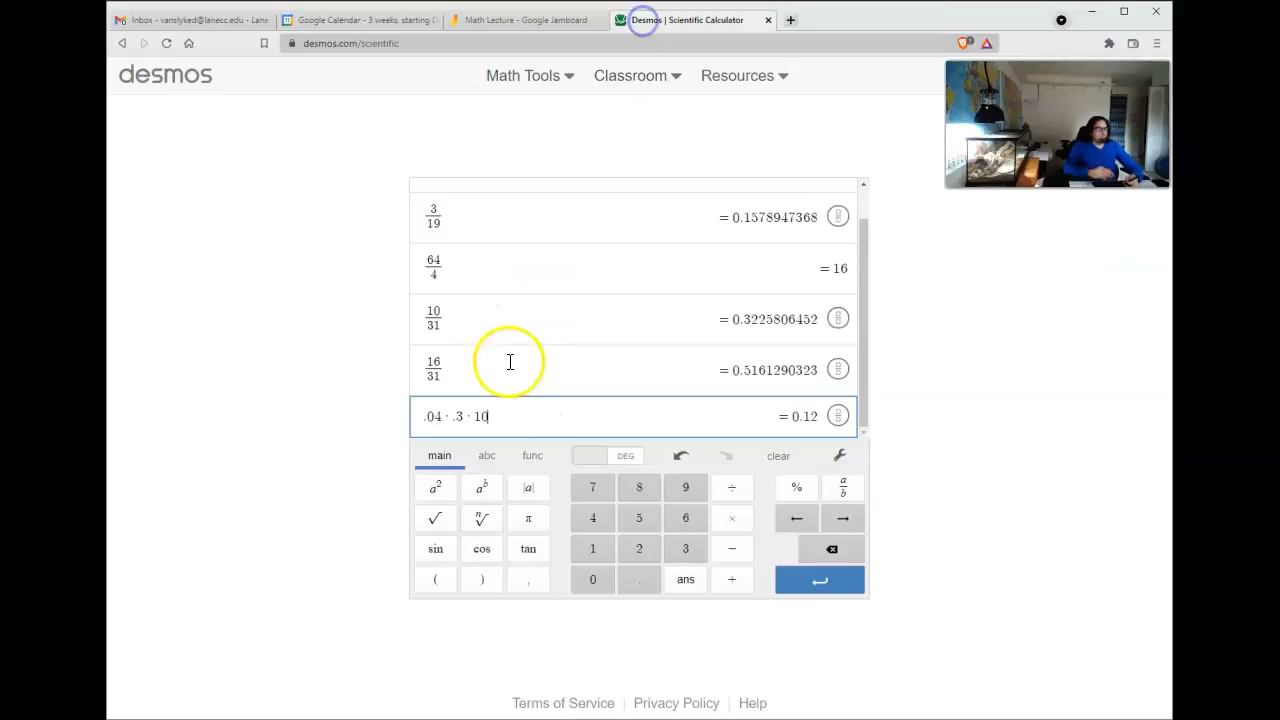 Inbox - vanslyked@lanecc.edu - Lane
Google Calendar - 3 weeks, starting
Math Lecture - Google Jamboard
Desmos | Scientific Calculator
desmos.com/scientific
1
desmos
Math Tools
Classroom
Resources
3/19 = 0.1578947368
64/4 = 16
10/31 = 0.3225806452
16/31 = 0.5161290323
.04 · .3 · 10 = 0.12
main abc func DEG clear
a² aᵇ |a| 7 8 9 ÷ % a/b
√ ⁿ√ π 4 5 6 × ← →
sin cos tan 1 2 3 −
( ) , 0 . ans +
Terms of Service | Privacy Policy | Help